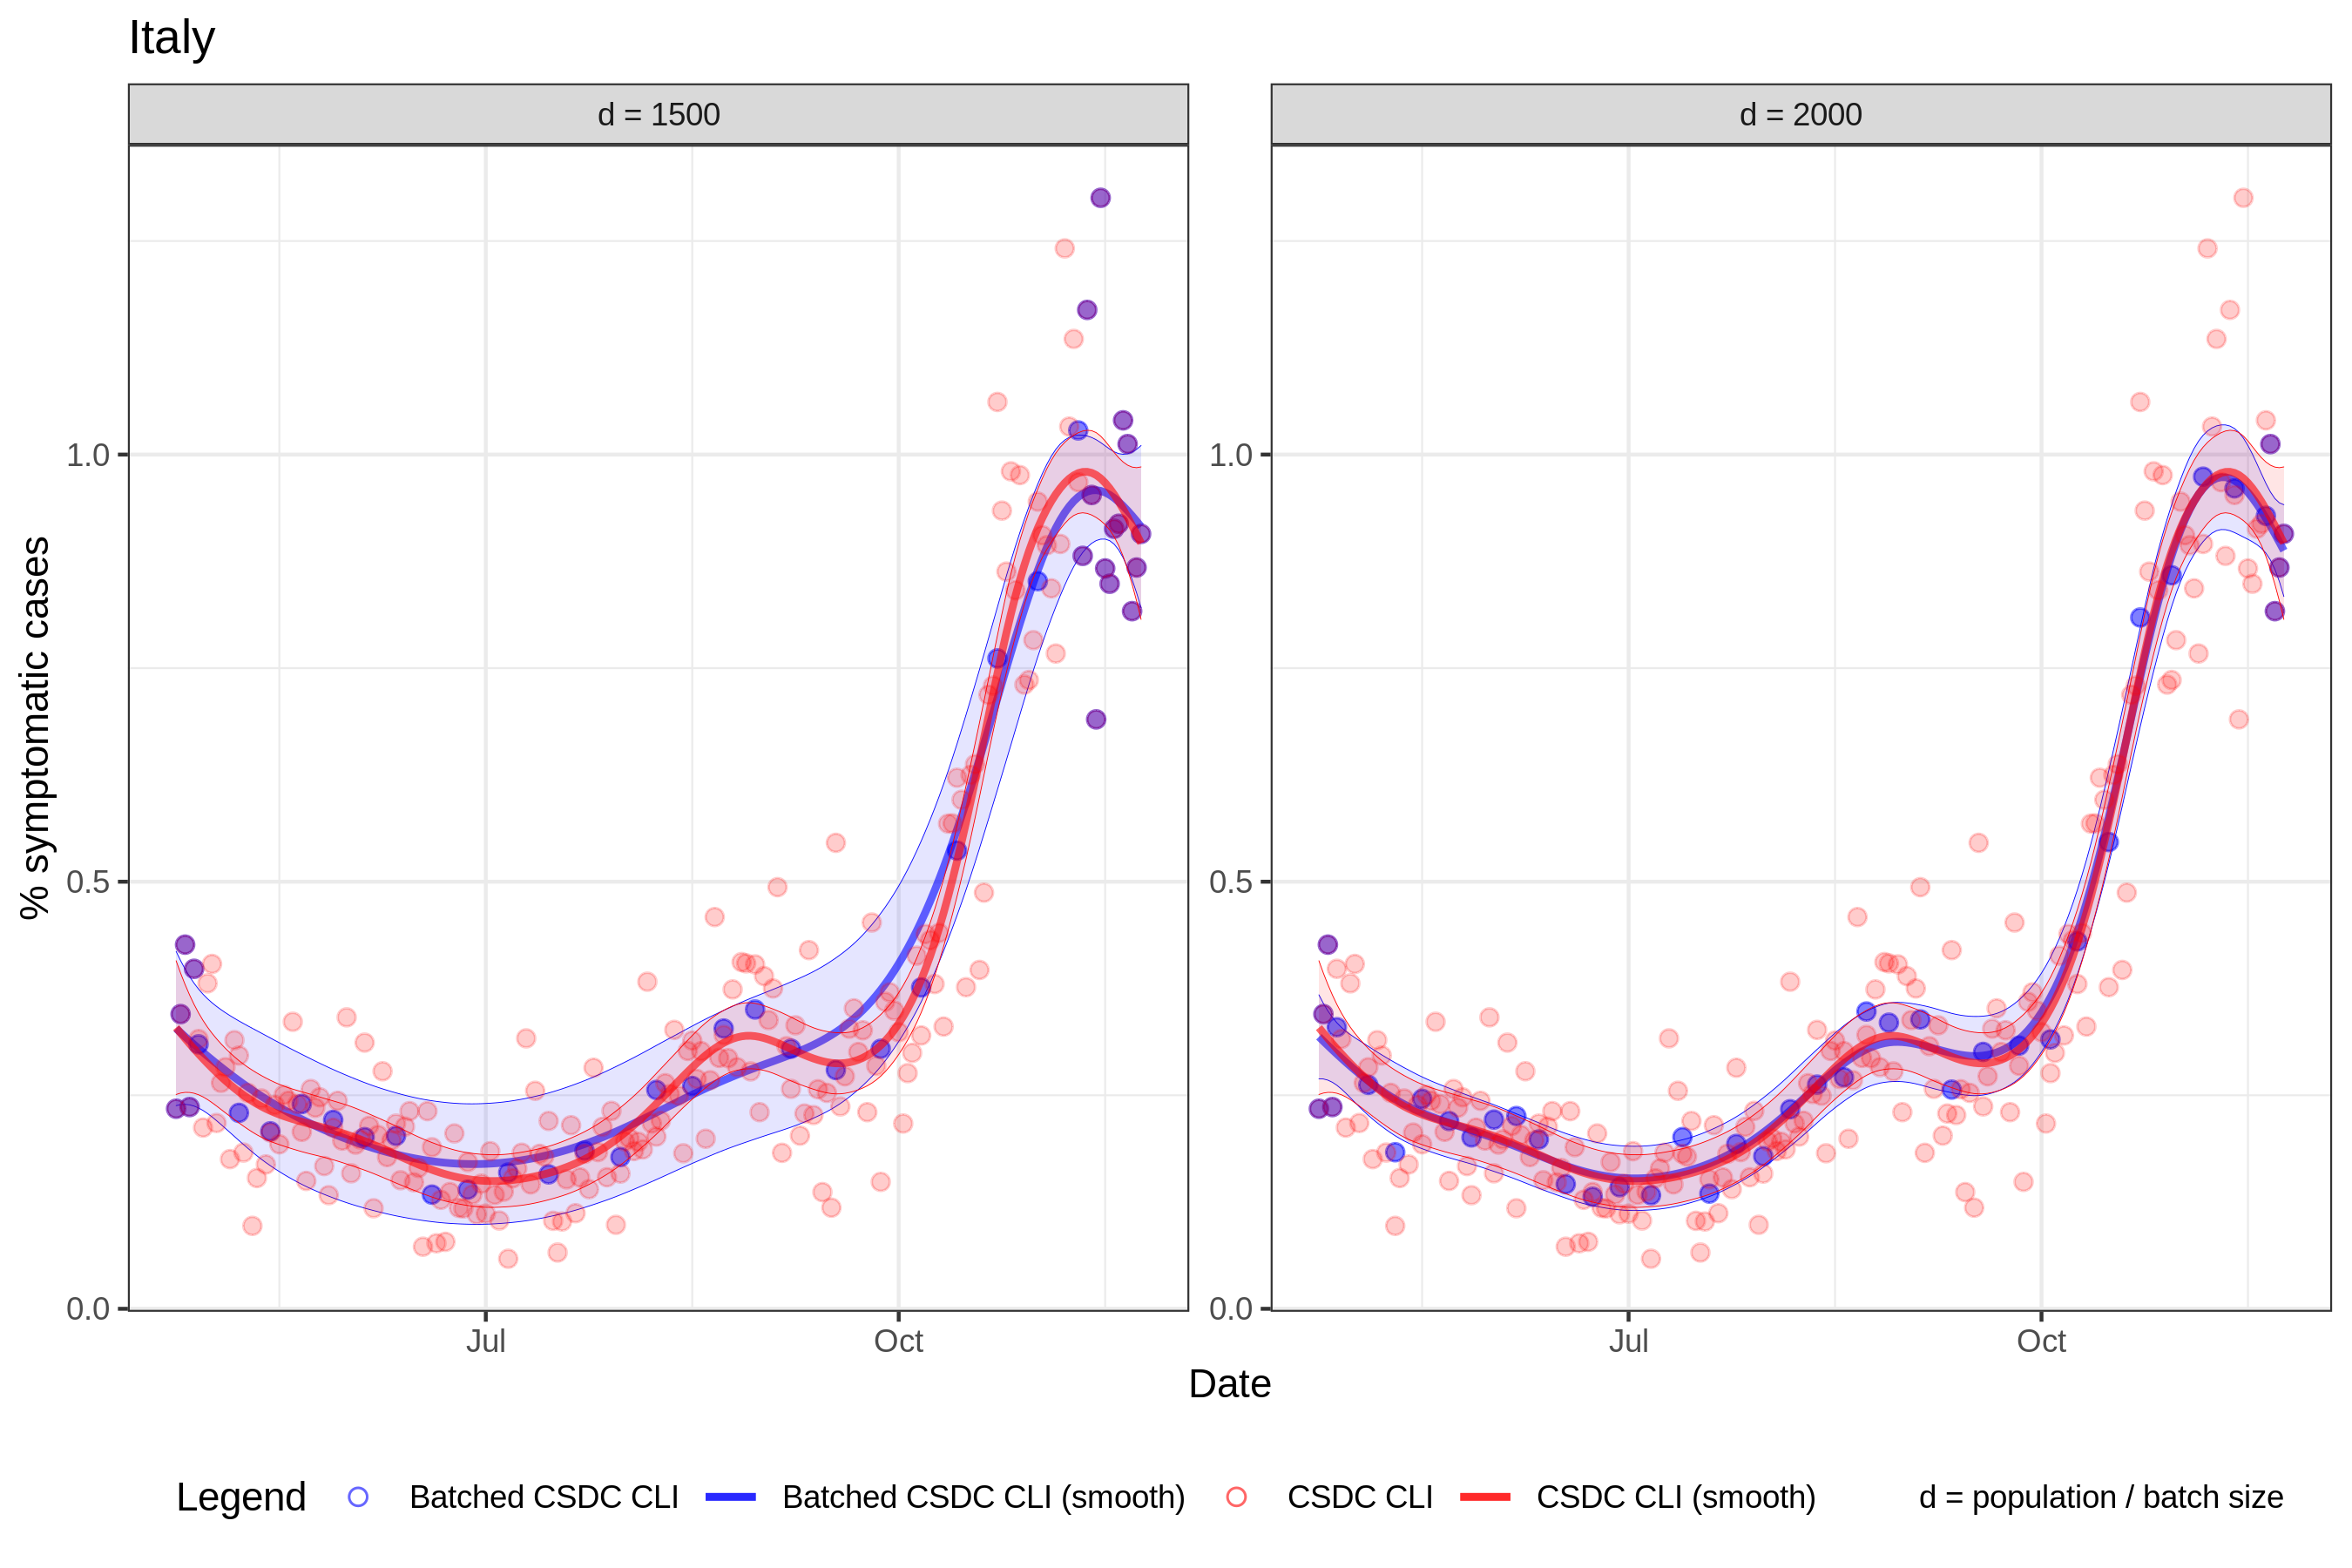 Italy
d = 1500
d = 2000
% symptomatic cases
1.0
0.5
0.0
1.0
0.5
0.0
Jul
Oct
Jul
Oct
Date
Legend
Batched CSDC CLI
Batched CSDC CLI (smooth)
CSDC CLI
CSDC CLI (smooth)
d = population / batch size